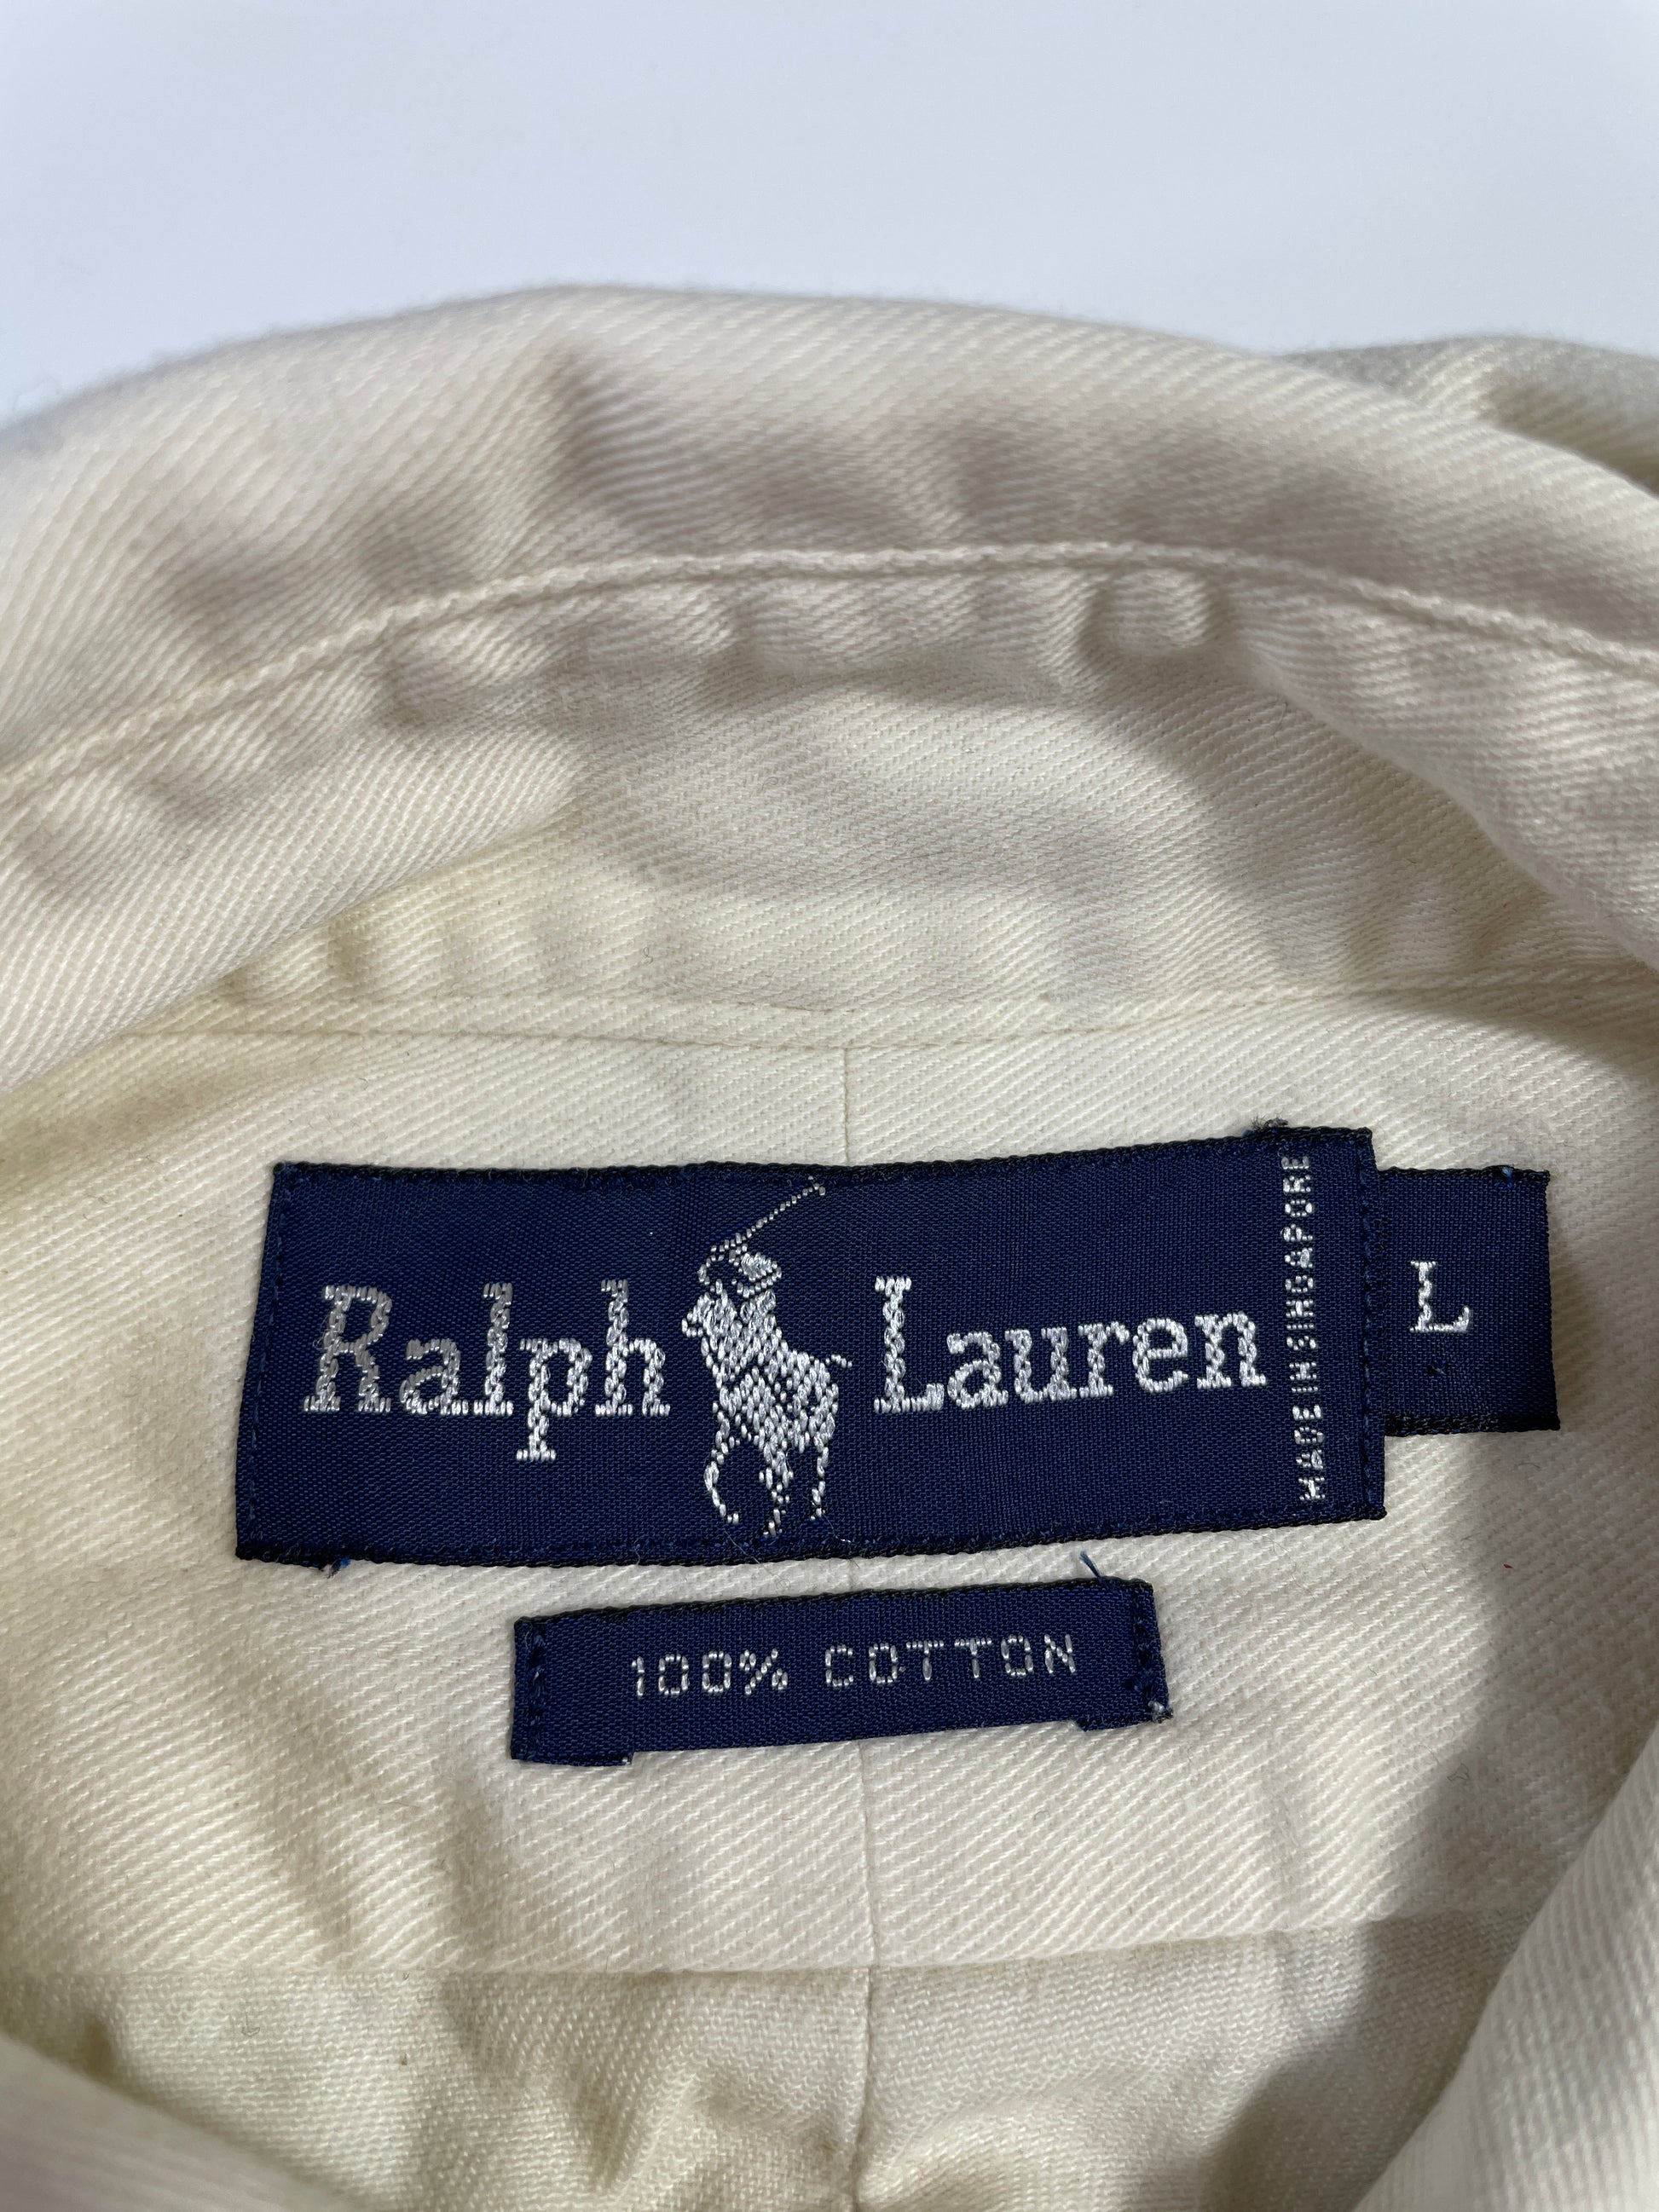 Ralph Lauren
MADE IN SINGAPORE
L
100% COTTON